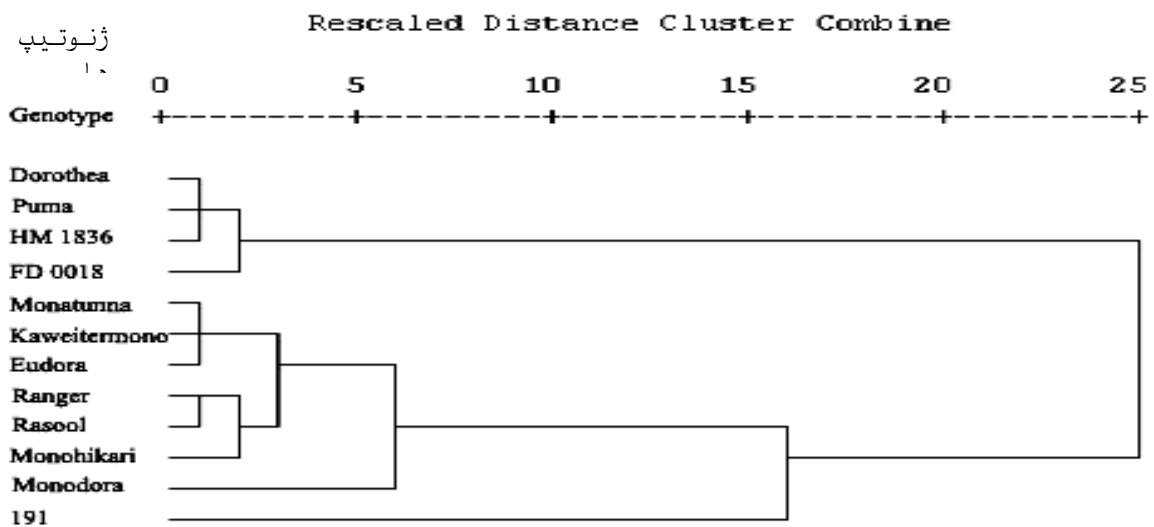 Rescaled Distance Cluster Combine
ژنوتیپ
0 5 10 15 20 25
Genotype
Dorothea
Puma
HM 1836
FD 0018
Monatunna
Kaweitermono
Eudora
Ranger
Rasool
Monohikari
Monodora
191